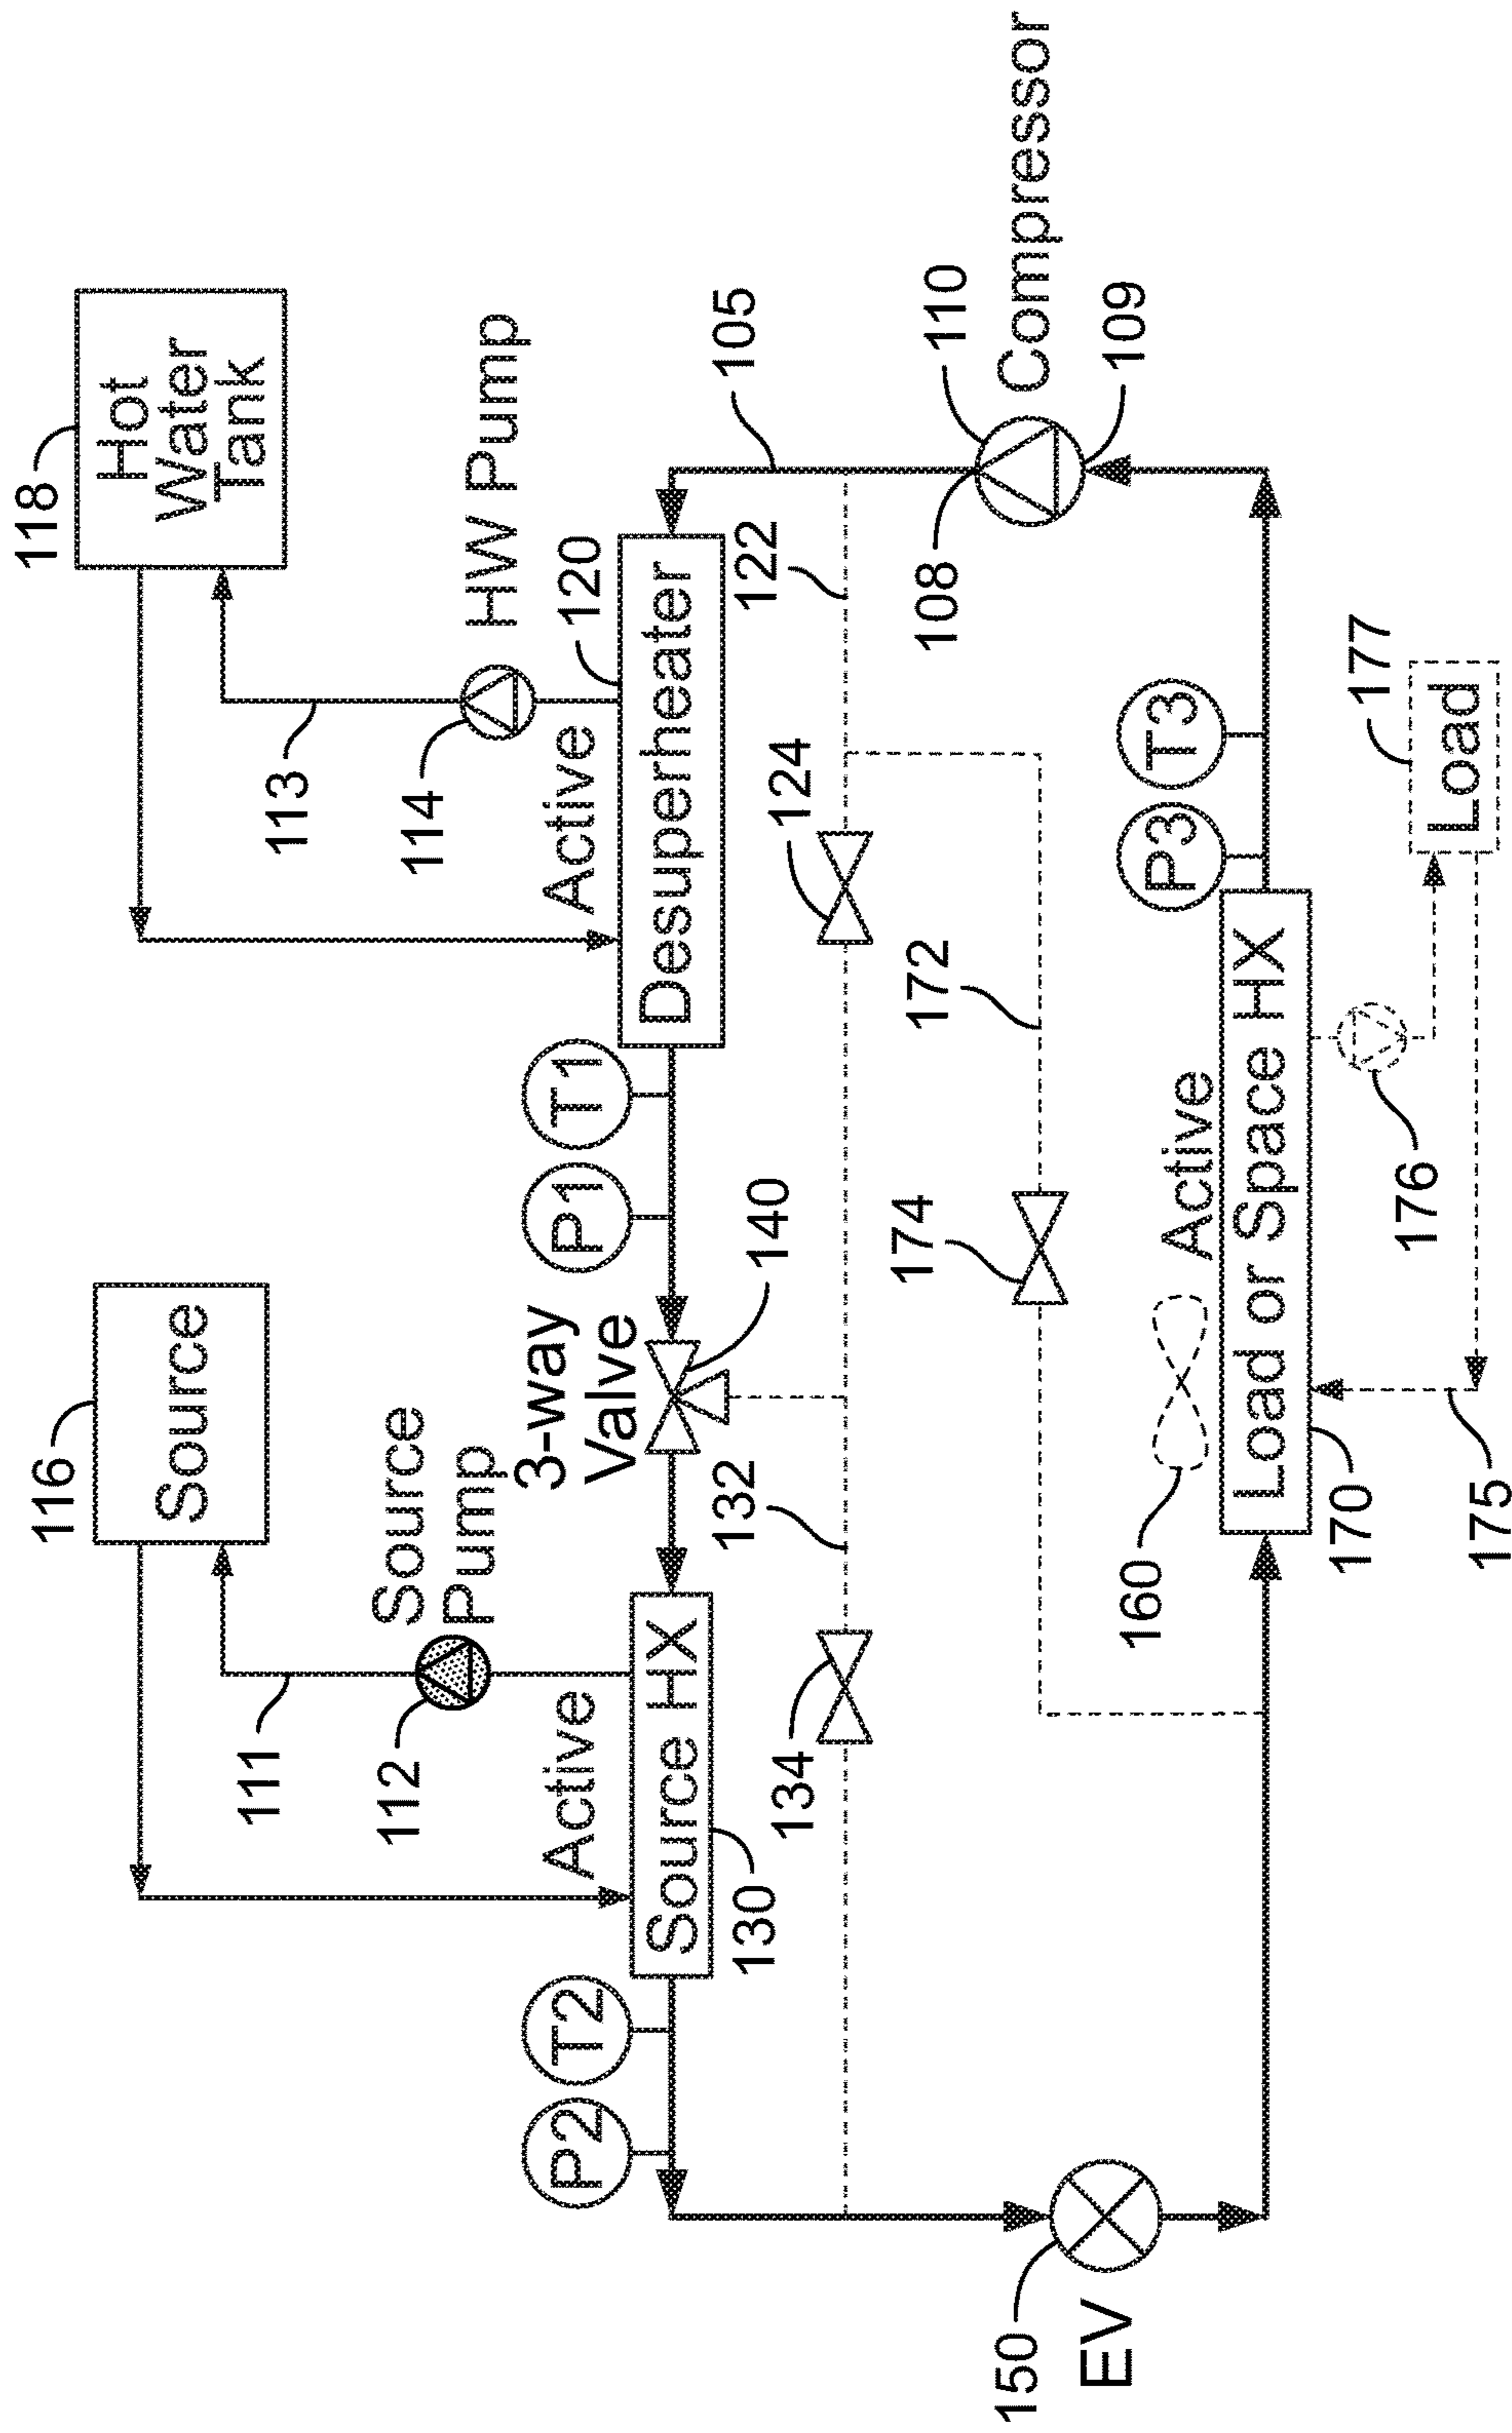 118
Hot
Water
Tank
113
114
HW Pump
Active
120
Desuperheater
105
110
Compressor
108
109
122
124
T1
P1
140
3-way
Valve
116
Source
111
112
Source
Pump
Active
Source HX
130
132
134
T2
P2
150
EV
172
174
160
Active
Load or Space HX
170
P3
T3
177
Load
176
175